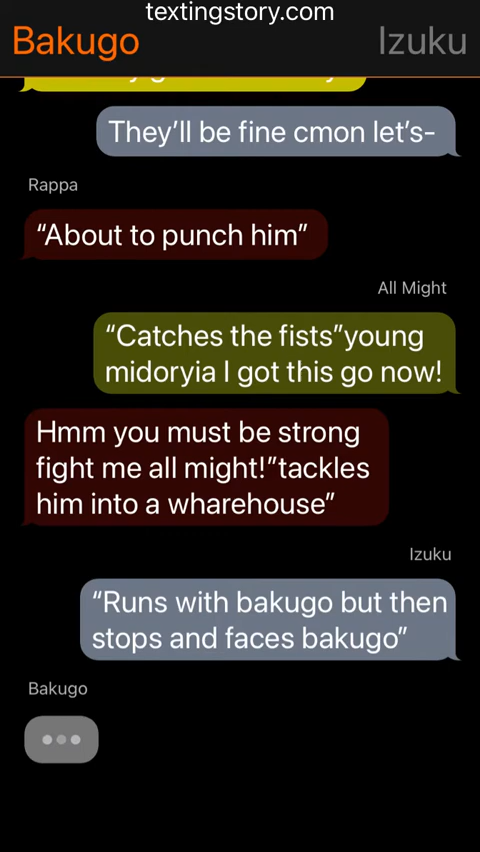 textingstory.com
Bakugo
Izuku
They’ll be fine cmon let’s-
Rappa
“About to punch him”
All Might
“Catches the fists”young
midoryia I got this go now!
Hmm you must be strong
fight me all might!”tackles
him into a wharehouse”
Izuku
“Runs with bakugo but then
stops and faces bakugo”
Bakugo